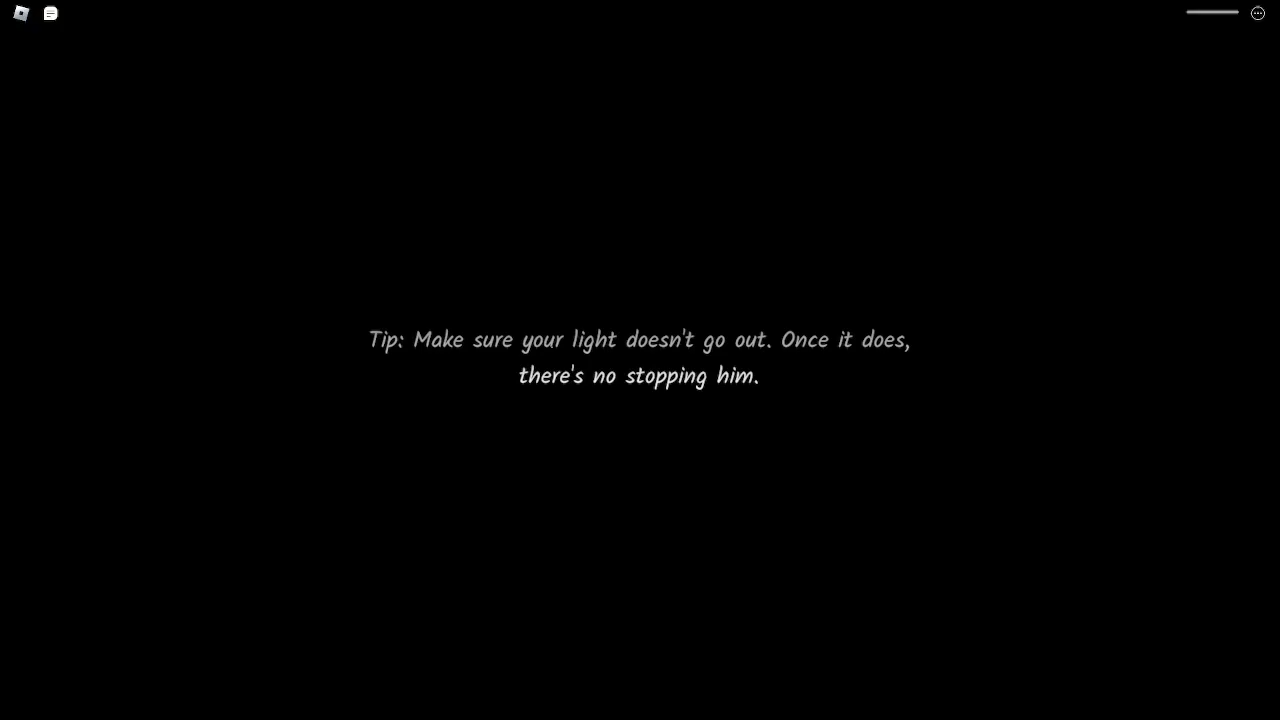 Tip: Make sure your light doesn't go out. Once it does,
there's no stopping him.